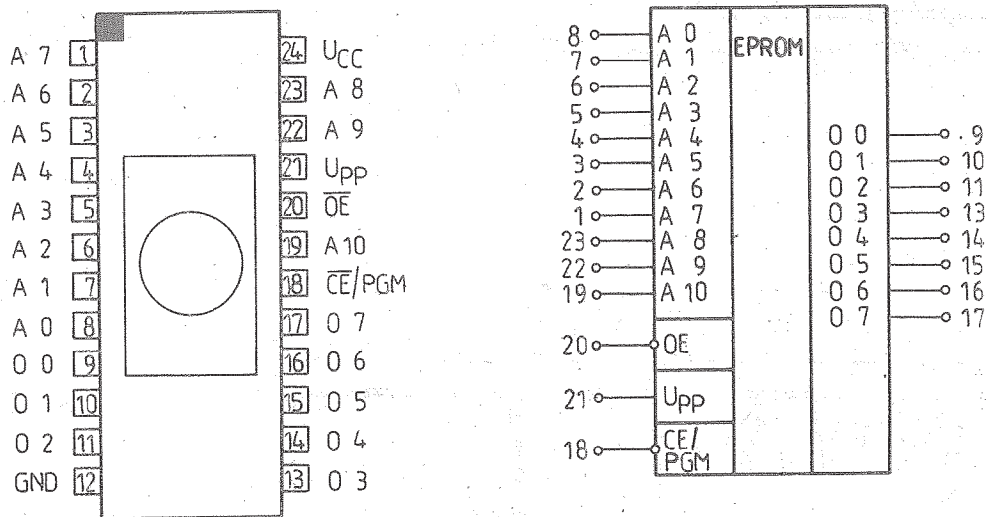 A 7 1 24 UCC
A 6 2 23 A 8
A 5 3 22 A 9
A 4 4 21 Upp
A 3 5 20 O̅E̅
A 2 6 19 A 10
A 1 7 18 C̅E̅/PGM
A 0 8 17 O 7
O 0 9 16 O 6
O 1 10 15 O 5
O 2 11 14 O 4
GND 12 13 O 3
EPROM
8 A 0
7 A 1
6 A 2
5 A 3
4 A 4
3 A 5
2 A 6
1 A 7
23 A 8
22 A 9
19 A 10
20 OE
21 Upp
18 CE/
PGM
O 0 9
O 1 10
O 2 11
O 3 13
O 4 14
O 5 15
O 6 16
O 7 17